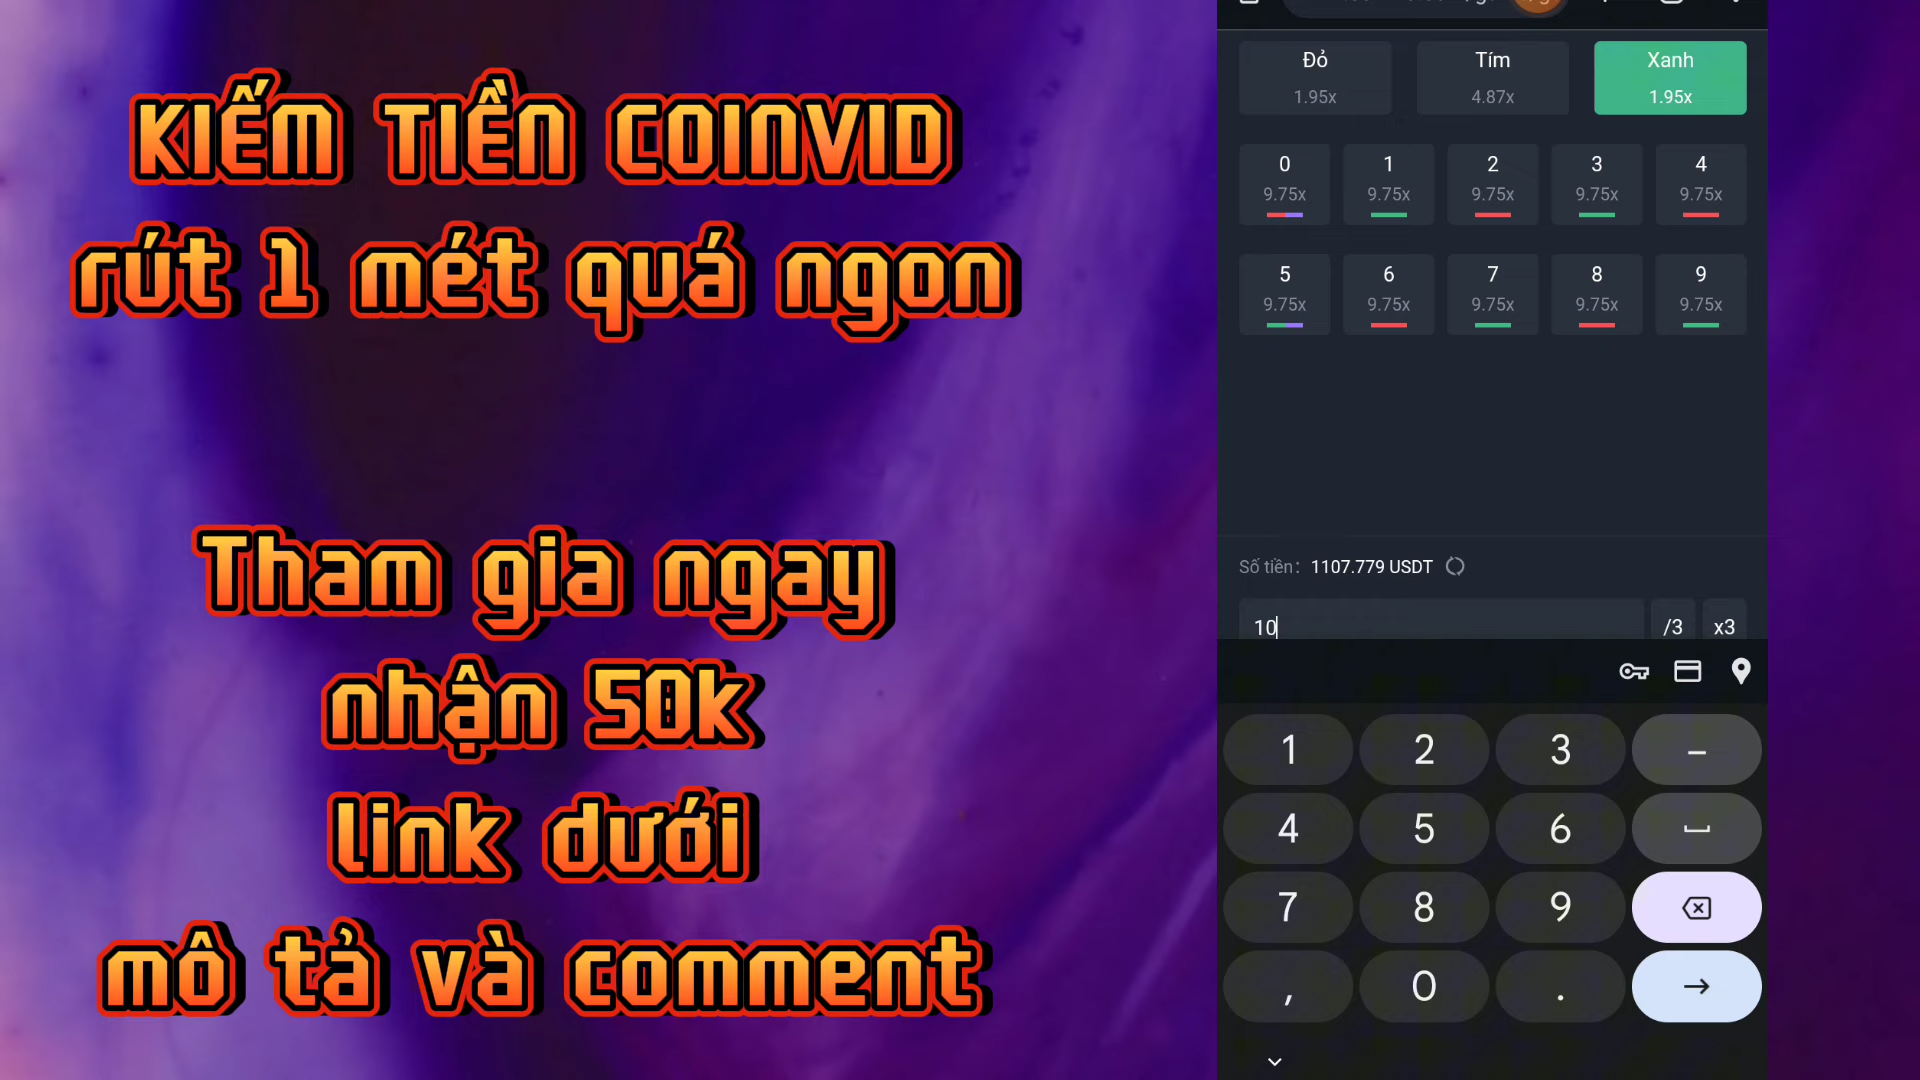 KIẾM TIỀN COINVID
rút 1 mét quá ngon
Tham gia ngay
nhận 50k
link dưới
mô tả và comment
Đỏ Tím Xanh
1.95x 4.87x 1.95x
0 1 2 3 4
9.75x 9.75x 9.75x 9.75x 9.75x
5 6 7 8 9
9.75x 9.75x 9.75x 9.75x 9.75x
Số tiền: 1107.779 USDT
10 /3 x3
1 2 3 –
4 5 6
7 8 9
, 0 .